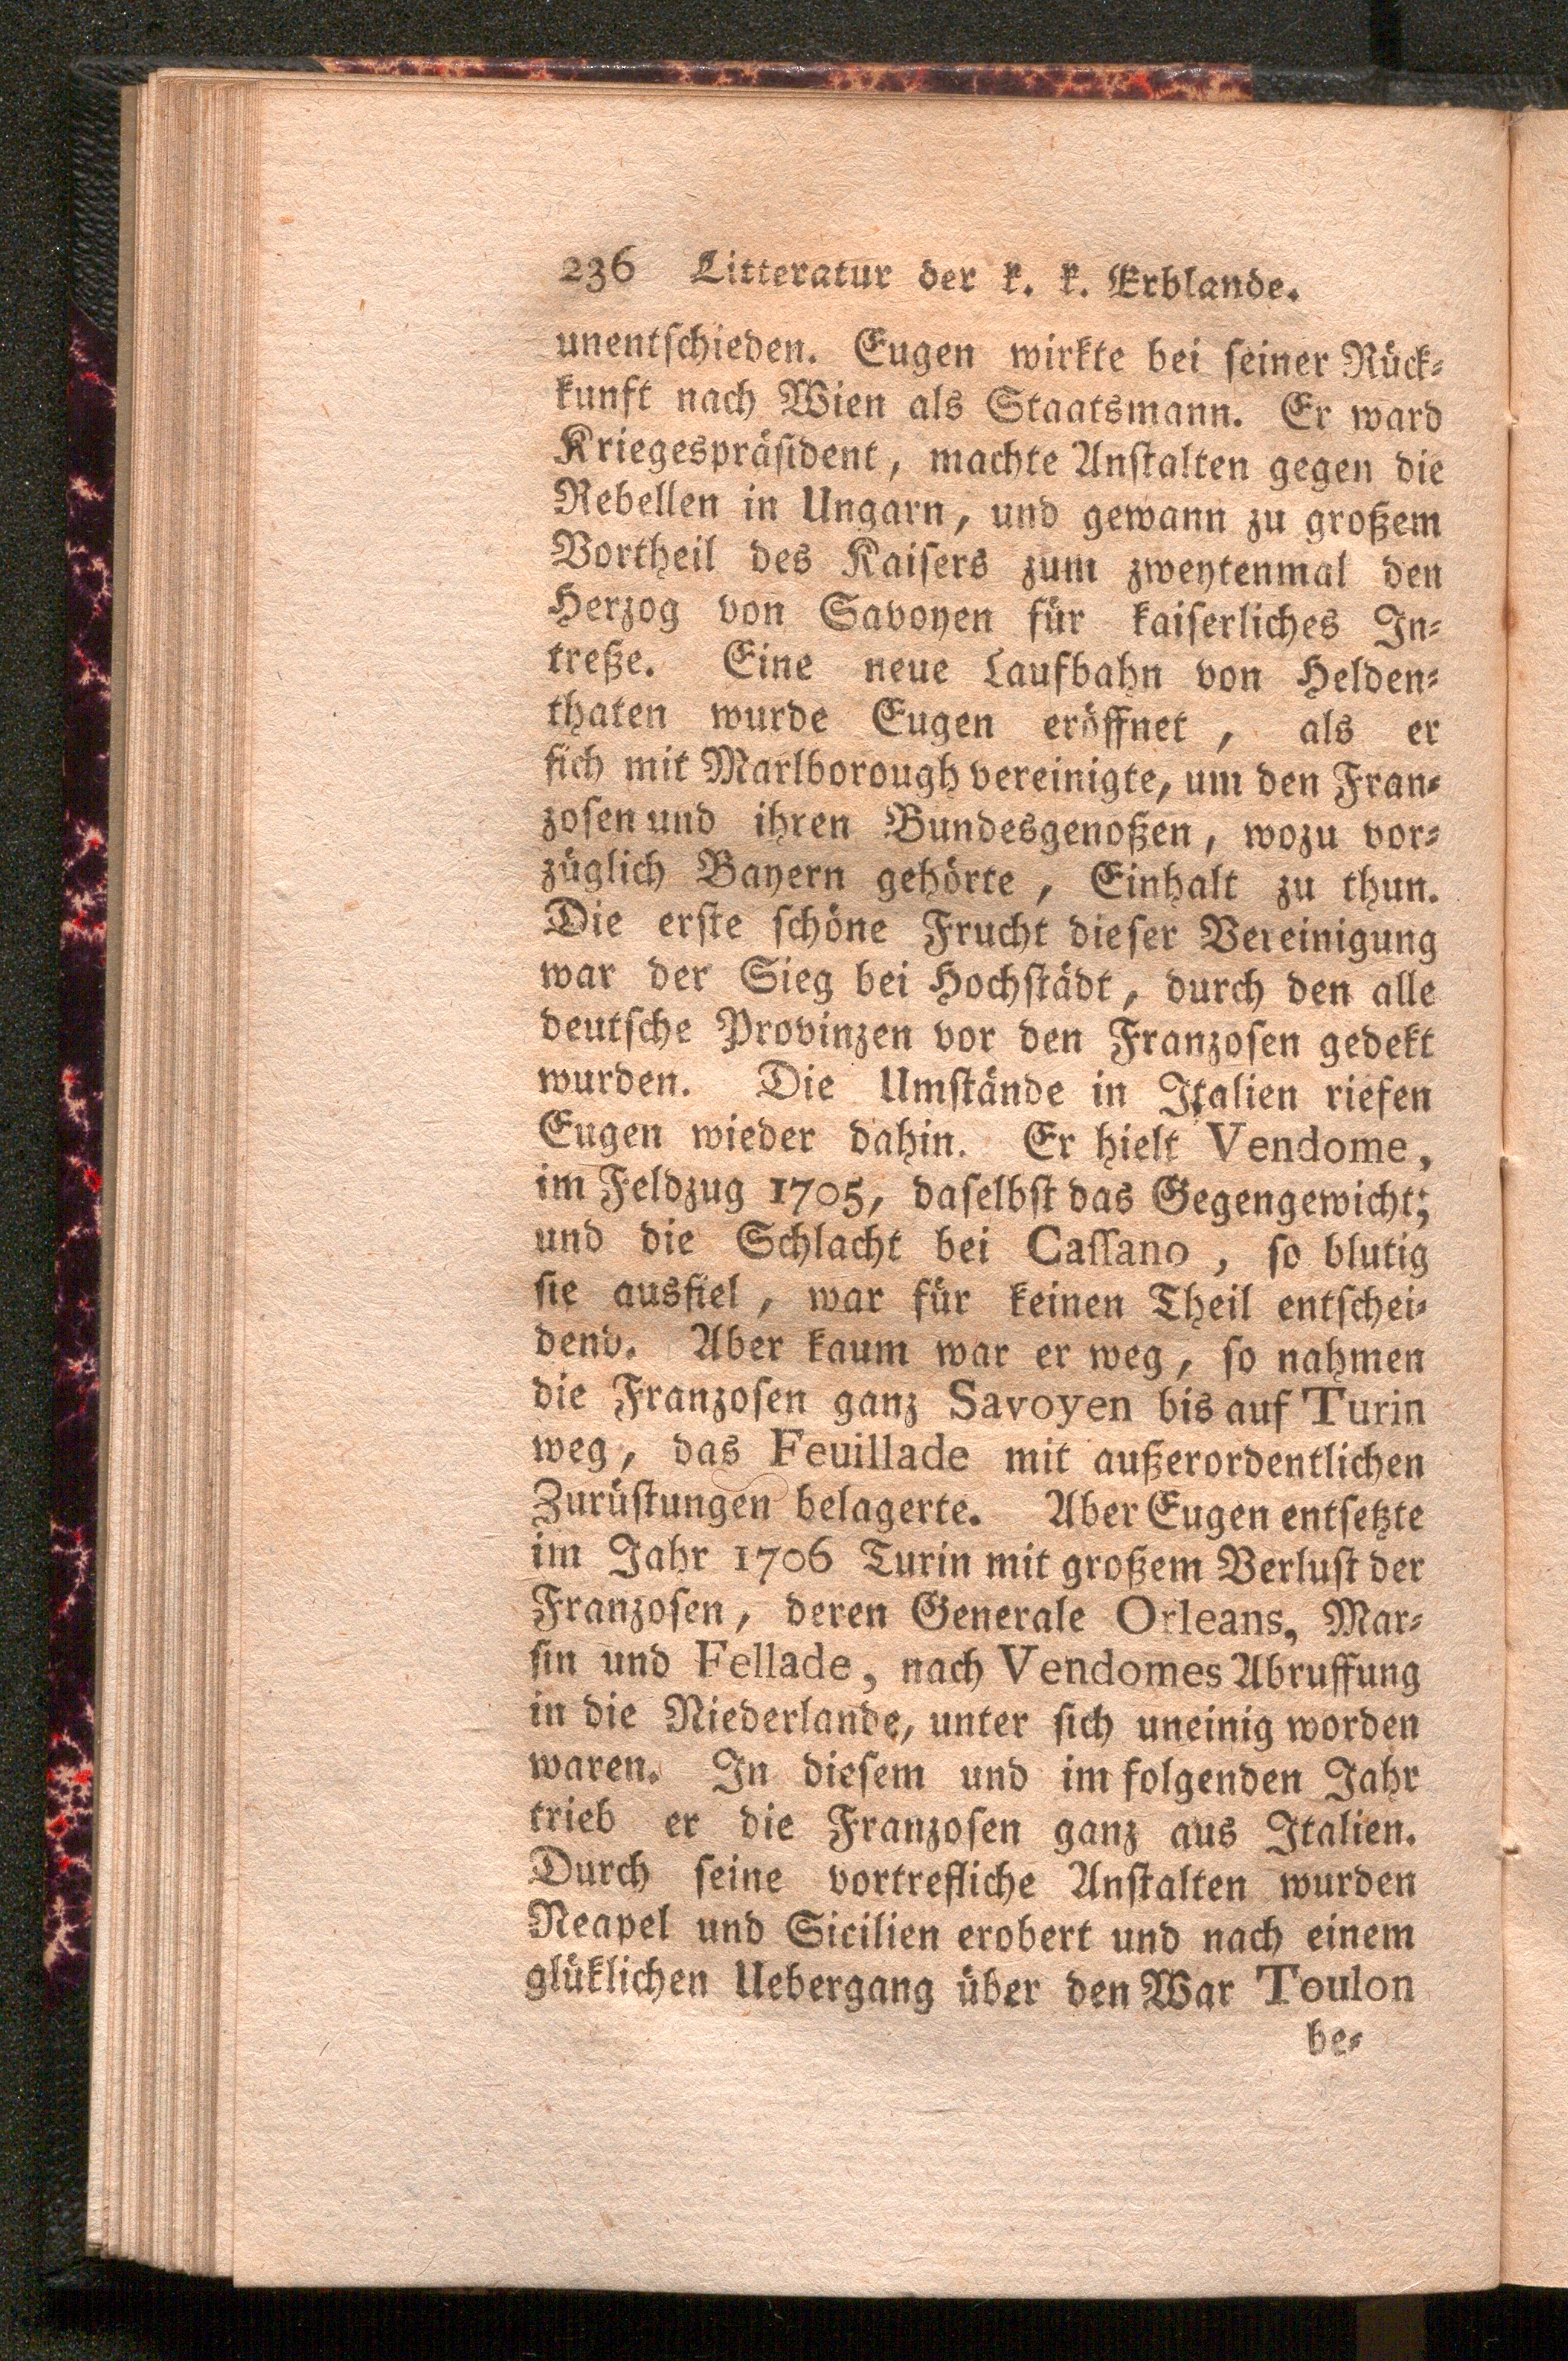 236 Litteratur der k. k. Erblande.
unentschieden. Eugen wirkte bei seiner Rück-
kunft nach Wien als Staatsmann. Er ward
Kriegespräsident, machte Anstalten gegen die
Rebellen in Ungarn, und gewann zu großem
Vortheil des Kaisers zum zweytenmal den
Herzog von Savoyen für kaiserliches In-
treße. Eine neue Laufbahn von Helden-
thaten wurde Eugen eröffnet, als er
sich mit Marlborough vereinigte, um den Fran-
zosen und ihren Bundesgenoßen, wozu vor-
züglich Bayern gehörte, Einhalt zu thun.
Die erste schöne Frucht dieser Vereinigung
war der Sieg bei Hochstädt, durch den alle
deutsche Provinzen vor den Franzosen gedekt
wurden. Die Umstände in Italien riefen
Eugen wieder dahin. Er hielt Vendome,
im Feldzug 1705, daselbst das Gegengewicht;
und die Schlacht bei Cassano, so blutig
sie ausfiel, war für keinen Theil entschei-
dend. Aber kaum war er weg, so nahmen
die Franzosen ganz Savoyen bis auf Turin
weg, das Feuillade mit außerordentlichen
Zurüstungen belagerte. Aber Eugen entsetzte
im Jahr 1706 Turin mit großem Verlust der
Franzosen, deren Generale Orleans, Mar-
sin und Fellade, nach Vendomes Abruffung
in die Niederlande, unter sich uneinig worden
waren. In diesem und im folgenden Jahr
trieb er die Franzosen ganz aus Italien.
Durch seine vortrefliche Anstalten wurden
Neapel und Sicilien erobert und nach einem
glüklichen Uebergang über den War Toulon
be-